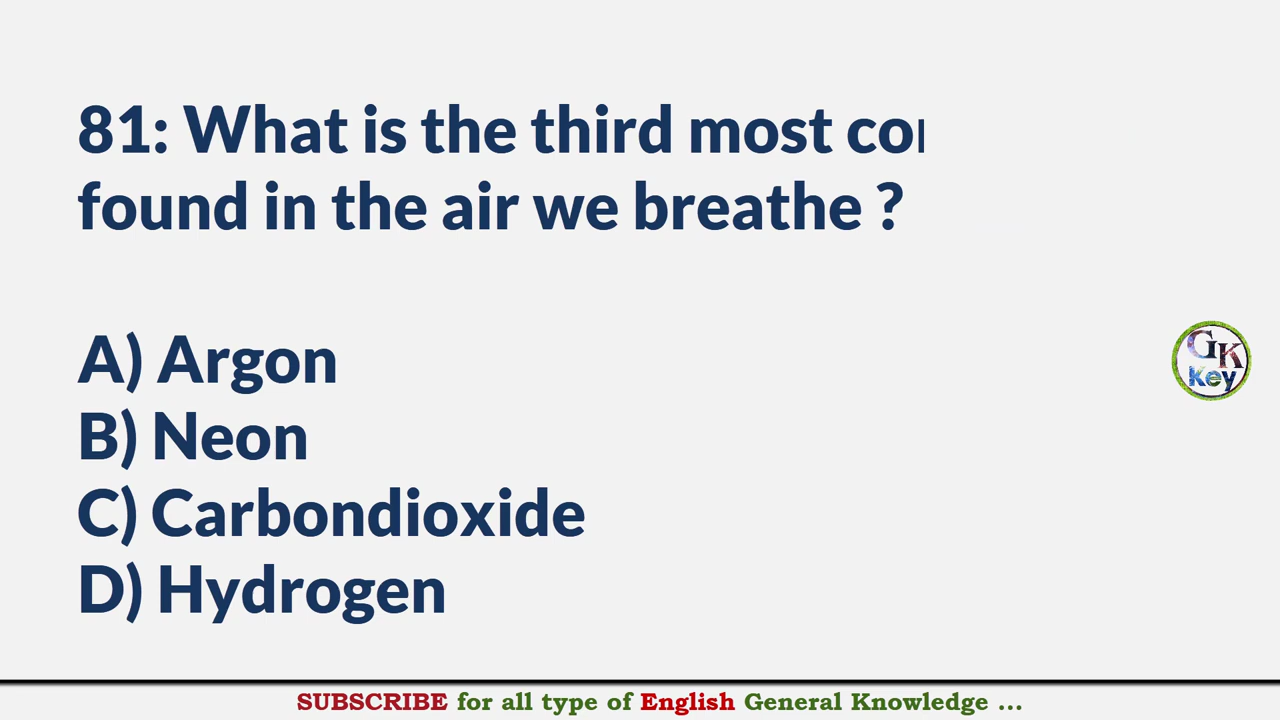 81: What is the third most
found in the air we breathe ?
A) Argon
B) Neon
C) Carbondioxide
D) Hydrogen
GK
Key
SUBSCRIBE for all type of English General Knowledge ...